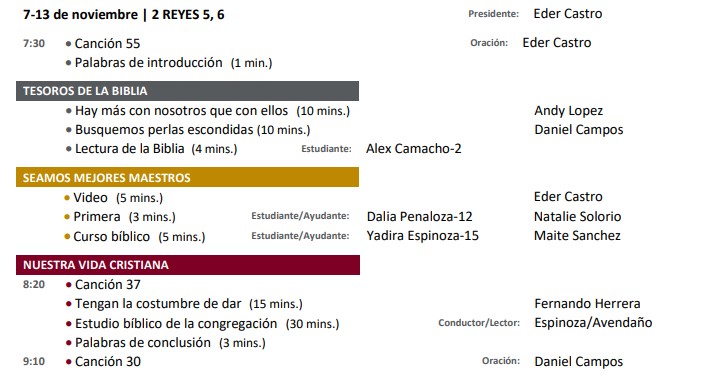 7-13 de noviembre | 2 REYES 5, 6 Presidente: Eder Castro
7:30 • Canción 55 Oración: Eder Castro
• Palabras de introducción (1 min.)
TESOROS DE LA BIBLIA
• Hay más con nosotros que con ellos (10 mins.) Andy Lopez
• Busquemos perlas escondidas (10 mins.) Daniel Campos
• Lectura de la Biblia (4 mins.) Estudiante: Alex Camacho-2
SEAMOS MEJORES MAESTROS
• Video (5 mins.) Eder Castro
• Primera (3 mins.) Estudiante/Ayudante: Dalia Penaloza-12 Natalie Solorio
• Curso bíblico (5 mins.) Estudiante/Ayudante: Yadira Espinoza-15 Maite Sanchez
NUESTRA VIDA CRISTIANA
8:20 • Canción 37
• Tengan la costumbre de dar (15 mins.) Fernando Herrera
• Estudio bíblico de la congregación (30 mins.) Conductor/Lector: Espinoza/Avendaño
• Palabras de conclusión (3 mins.)
9:10 • Canción 30 Oración: Daniel Campos